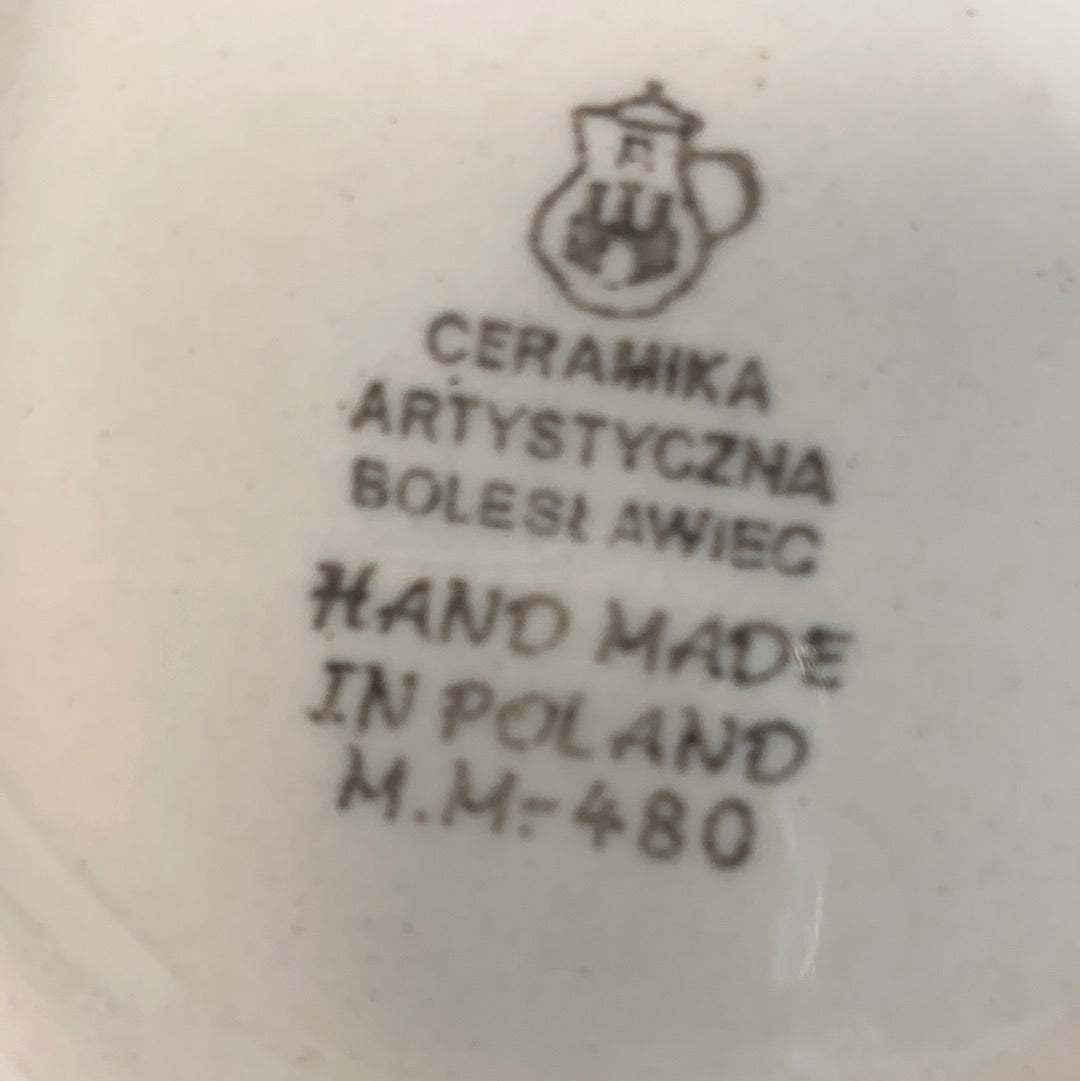 CERAMIKA
ARTYSTYCZNA
BOLESŁAWIEC
HAND MADE
IN POLAND
M.M.-480